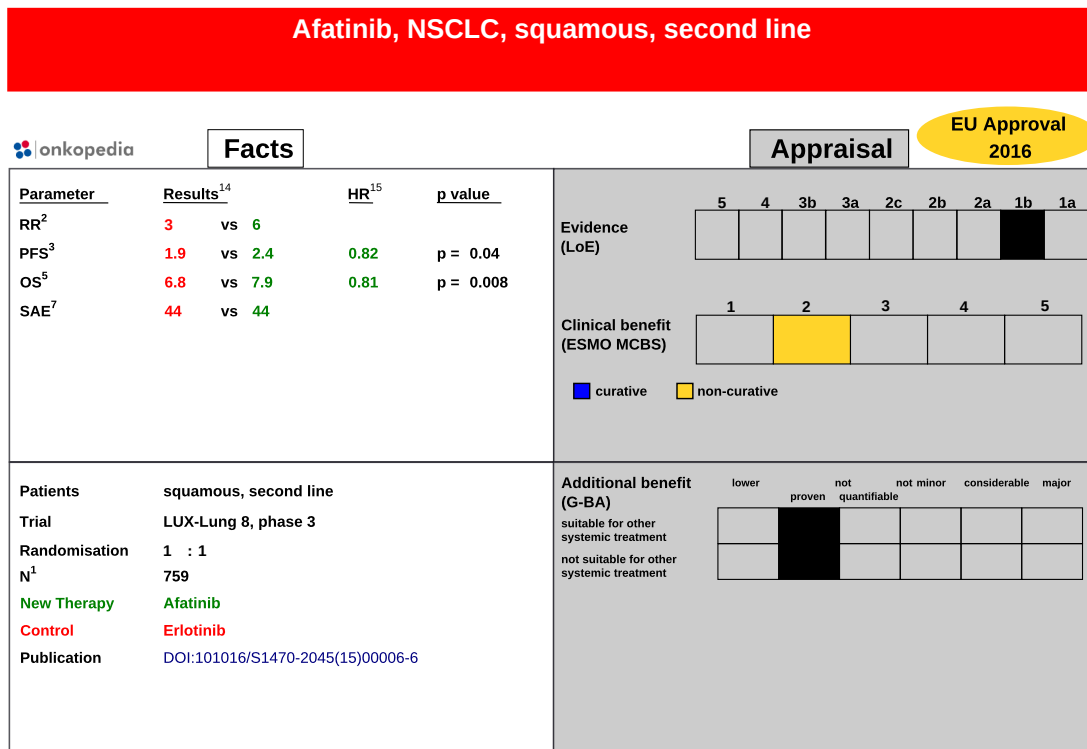 Afatinib, NSCLC, squamous, second line
EU Approval
2016
onkopedia
Facts
Appraisal
Parameter Results14 HR15 p value
RR2 3 vs 6
PFS3 1.9 vs 2.4 0.82 p = 0.04
OS5 6.8 vs 7.9 0.81 p = 0.008
SAE7 44 vs 44
5 4 3b 3a 2c 2b 2a 1b 1a
Evidence
(LoE)
1 2 3 4 5
Clinical benefit
(ESMO MCBS)
curative non-curative
Patients squamous, second line
Trial LUX-Lung 8, phase 3
Randomisation 1 : 1
N1 759
New Therapy Afatinib
Control Erlotinib
Publication DOI:101016/S1470-2045(15)00006-6
Additional benefit
(G-BA)
lower not not minor considerable major
proven quantifiable
suitable for other
systemic treatment
not suitable for other
systemic treatment